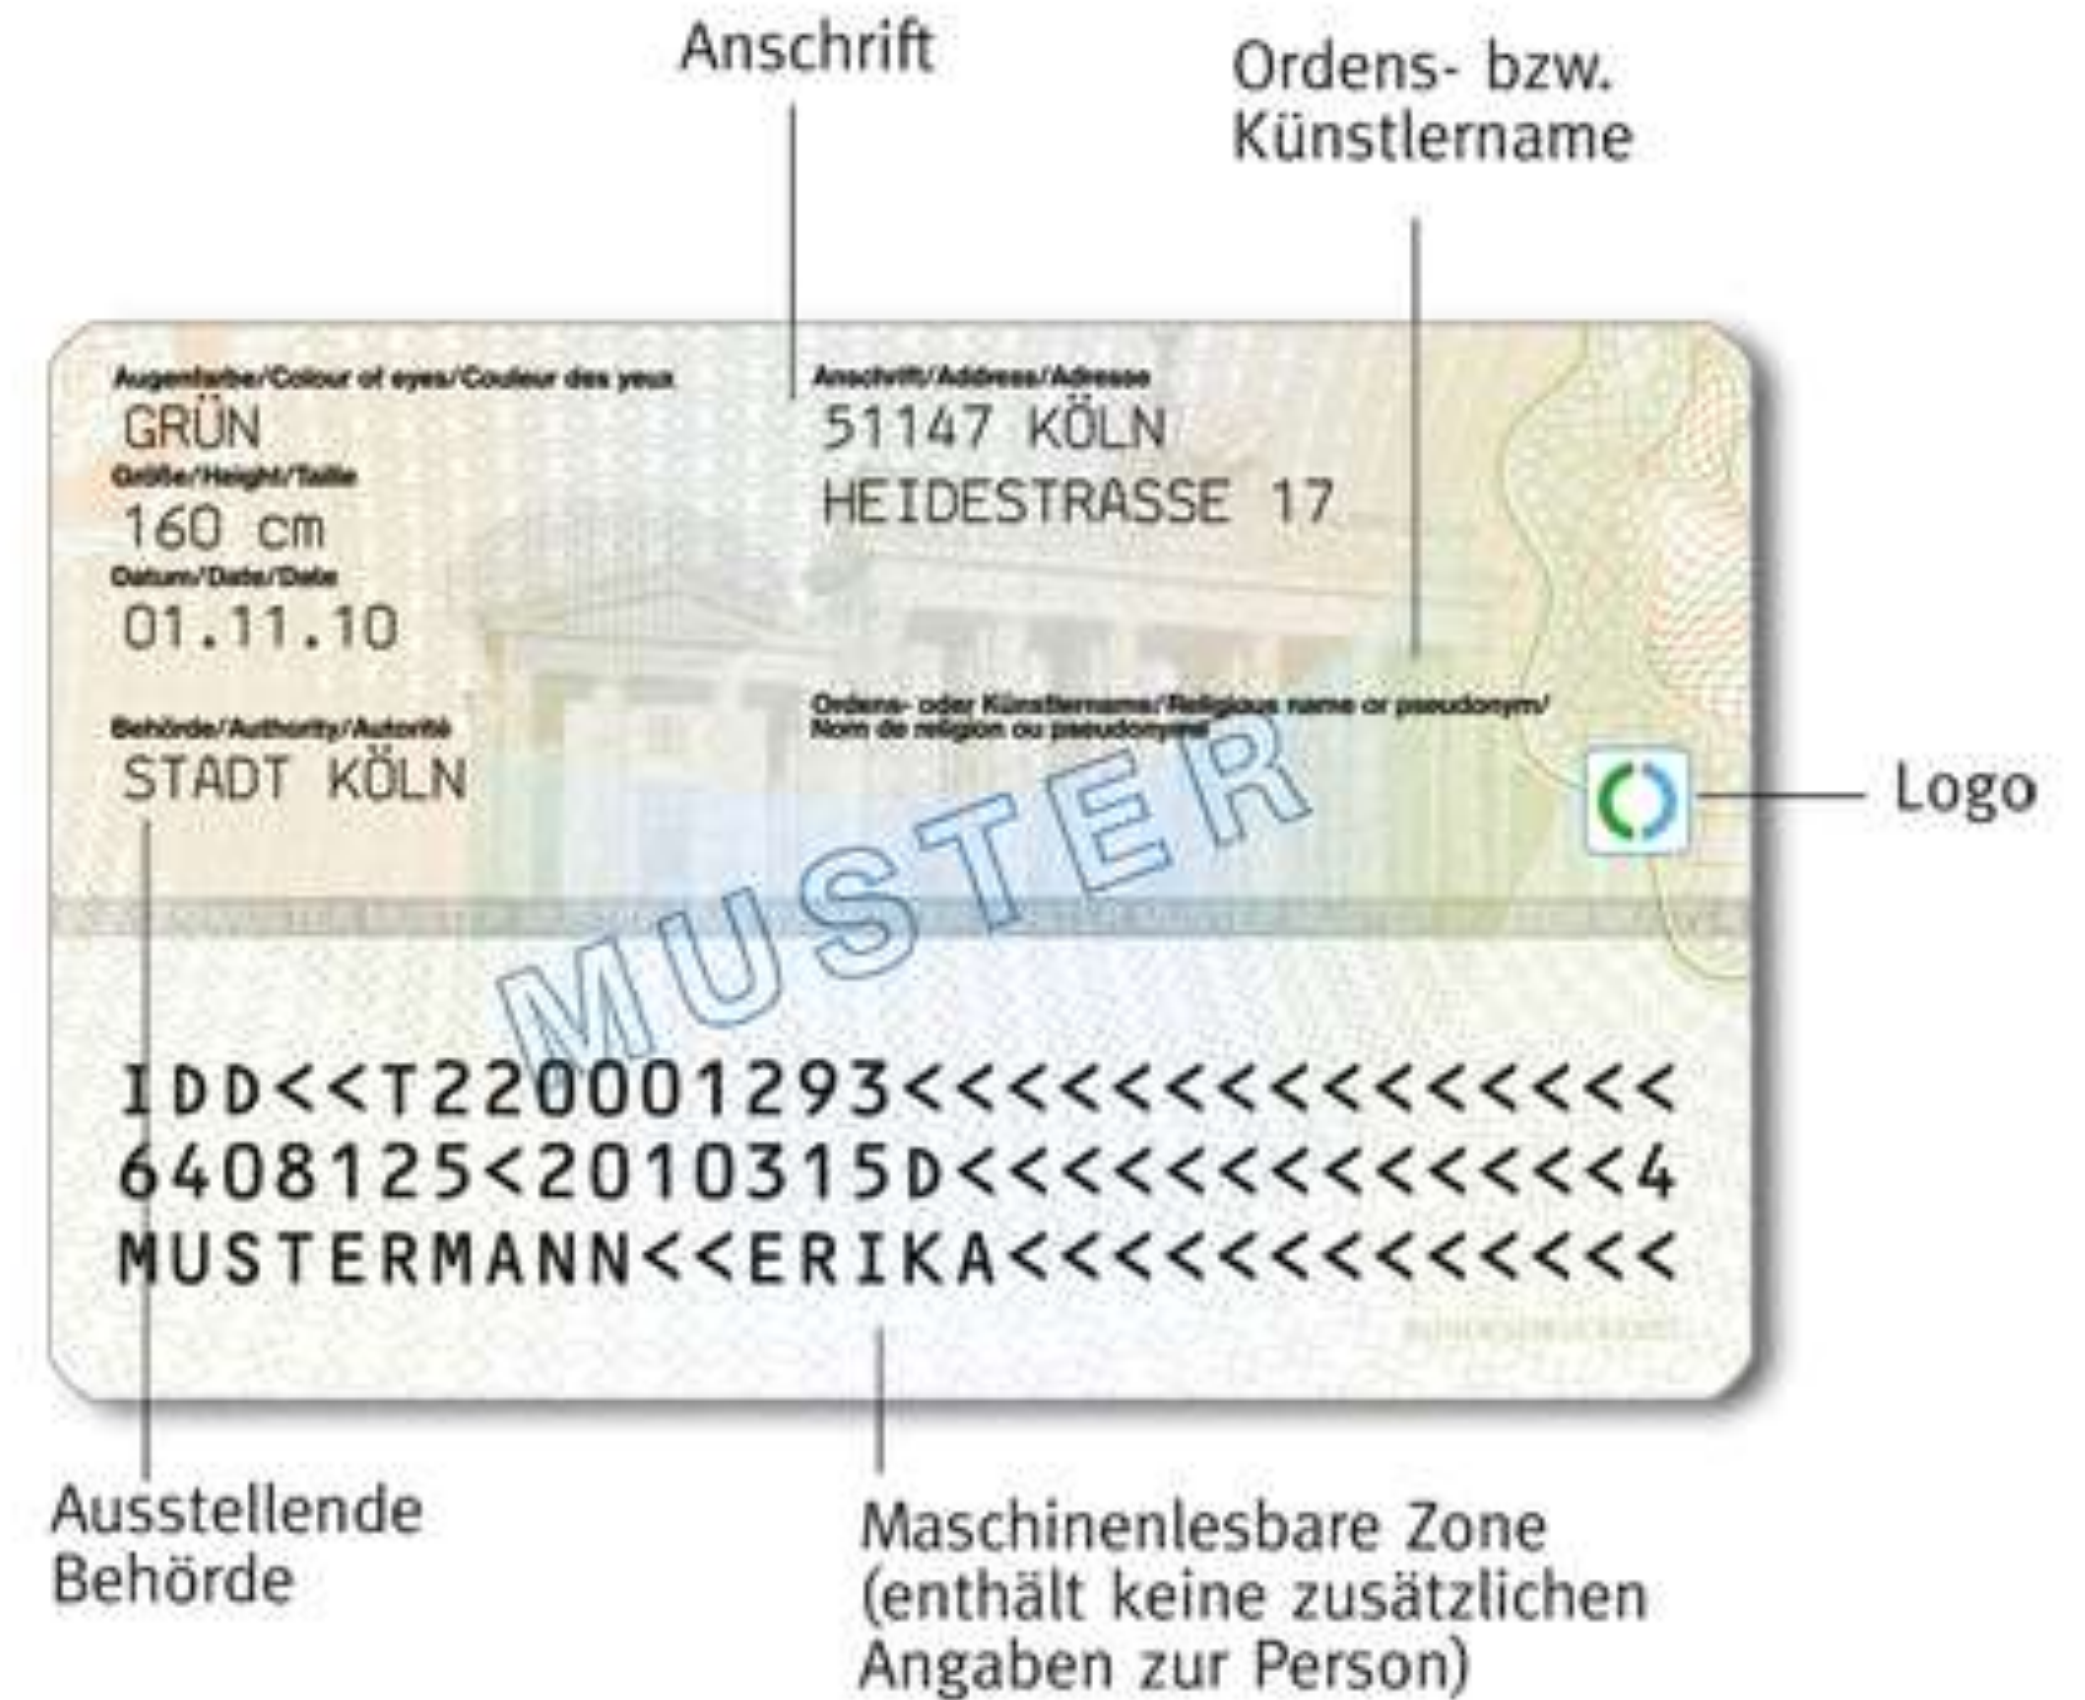 Anschrift
Ordens- bzw.
Künstlername
Augenfarbe/Colour of eyes/Couleur des yeux
GRÜN
Größe/Height/Taille
160 cm
Datum/Date/Date
01.11.10
Behörde/Authority/Autorité
STADT KÖLN
Anschrift/Address/Adresse
51147 KÖLN
HEIDESTRASSE 17
Ordens- oder Künstlername/Religious name or pseudonym/
Nom de religion ou pseudonyme
Logo
MUSTER
IDD<<T220001293<<<<<<<<<<<<<<<
6408125<2010315D<<<<<<<<<<<<<4
MUSTERMANN<<ERIKA<<<<<<<<<<<<<
BUNDESDRUCKEREI
Ausstellende
Behörde
Maschinenlesbare Zone
(enthält keine zusätzlichen
Angaben zur Person)